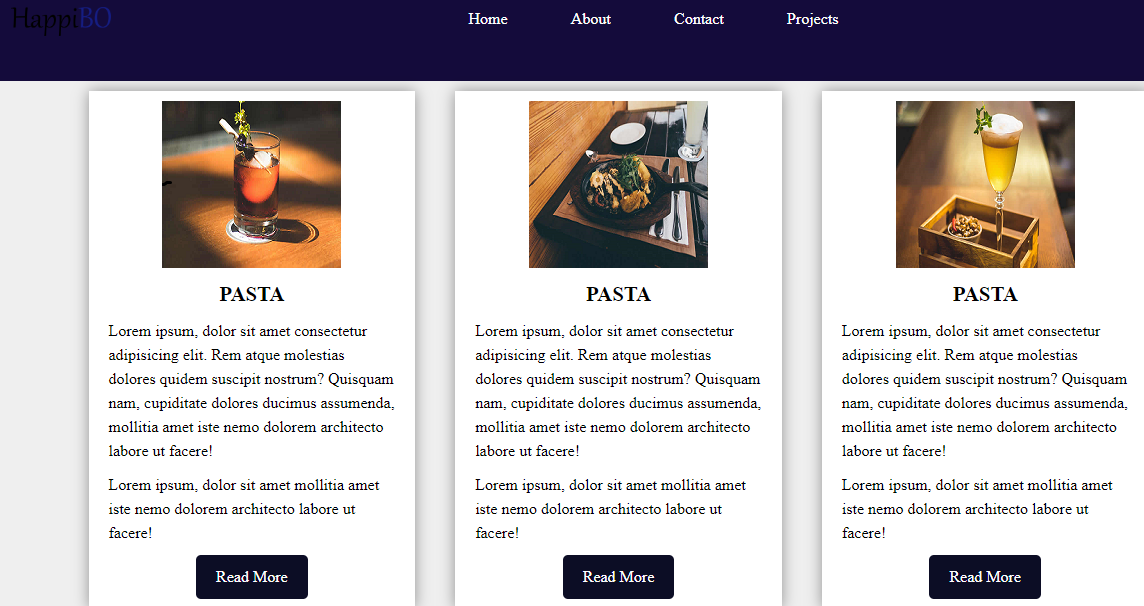 HappiBO
Home About Contact Projects
PASTA
Lorem ipsum, dolor sit amet consectetur
adipisicing elit. Rem atque molestias
dolores quidem suscipit nostrum? Quisquam
nam, cupiditate dolores ducimus assumenda,
mollitia amet iste nemo dolorem architecto
labore ut facere!
Lorem ipsum, dolor sit amet mollitia amet
iste nemo dolorem architecto labore ut
facere!
Read More
PASTA
Lorem ipsum, dolor sit amet consectetur
adipisicing elit. Rem atque molestias
dolores quidem suscipit nostrum? Quisquam
nam, cupiditate dolores ducimus assumenda,
mollitia amet iste nemo dolorem architecto
labore ut facere!
Lorem ipsum, dolor sit amet mollitia amet
iste nemo dolorem architecto labore ut
facere!
Read More
PASTA
Lorem ipsum, dolor sit amet consectetur
adipisicing elit. Rem atque molestias
dolores quidem suscipit nostrum? Quisquam
nam, cupiditate dolores ducimus assumenda,
mollitia amet iste nemo dolorem architecto
labore ut facere!
Lorem ipsum, dolor sit amet mollitia amet
iste nemo dolorem architecto labore ut
facere!
Read More